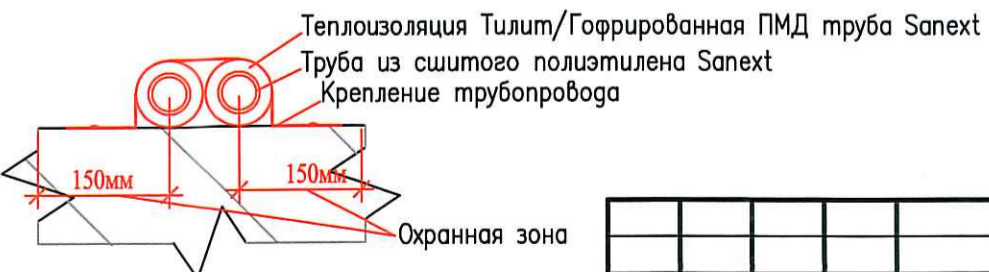 Теплоизоляция Тилит/Гофрированная ПМД труба Sanext
Труба из сшитого полиэтилена Sanext
Крепление трубопровода
150мм 150мм
Охранная зона